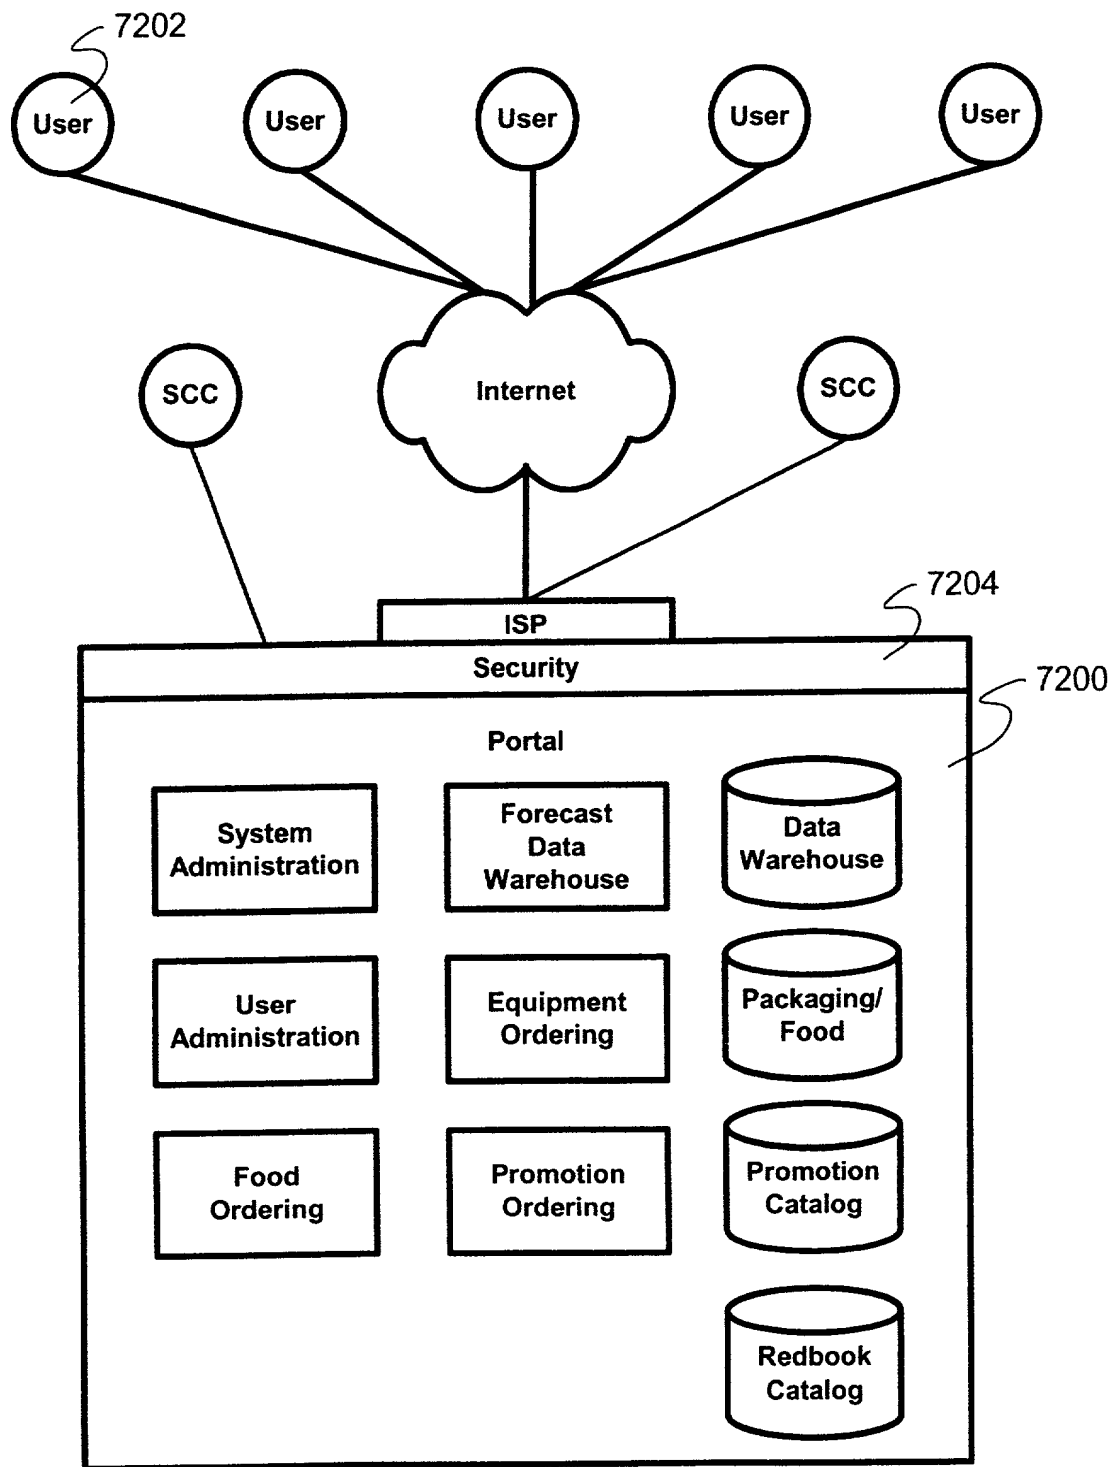 7202
User
User
User
User
User
Internet
SCC
SCC
7204
ISP
Security
7200
Portal
System
Administration
Forecast
Data
Warehouse
Data
Warehouse
User
Administration
Equipment
Ordering
Packaging/
Food
Food
Ordering
Promotion
Ordering
Promotion
Catalog
Redbook
Catalog